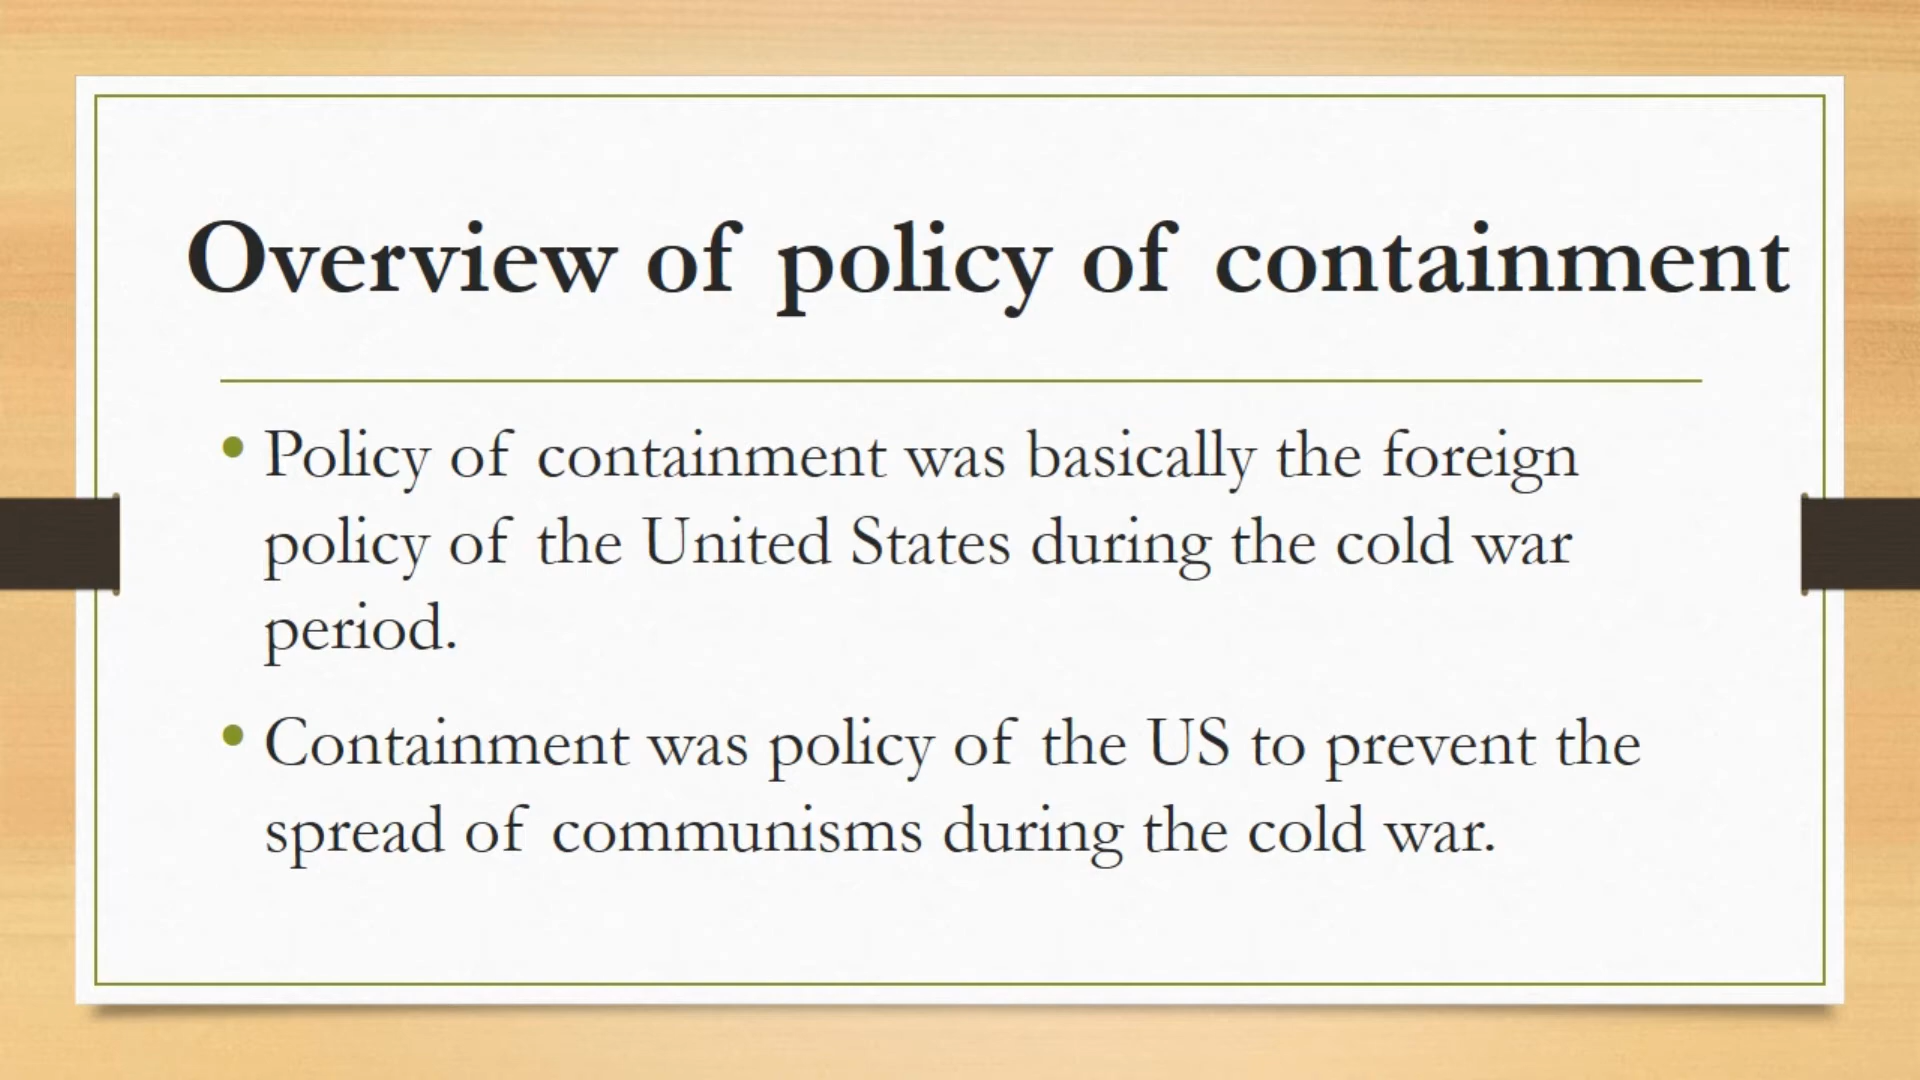 Overview of policy of containment
• Policy of containment was basically the foreign
policy of the United States during the cold war
period.
• Containment was policy of the US to prevent the
spread of communisms during the cold war.